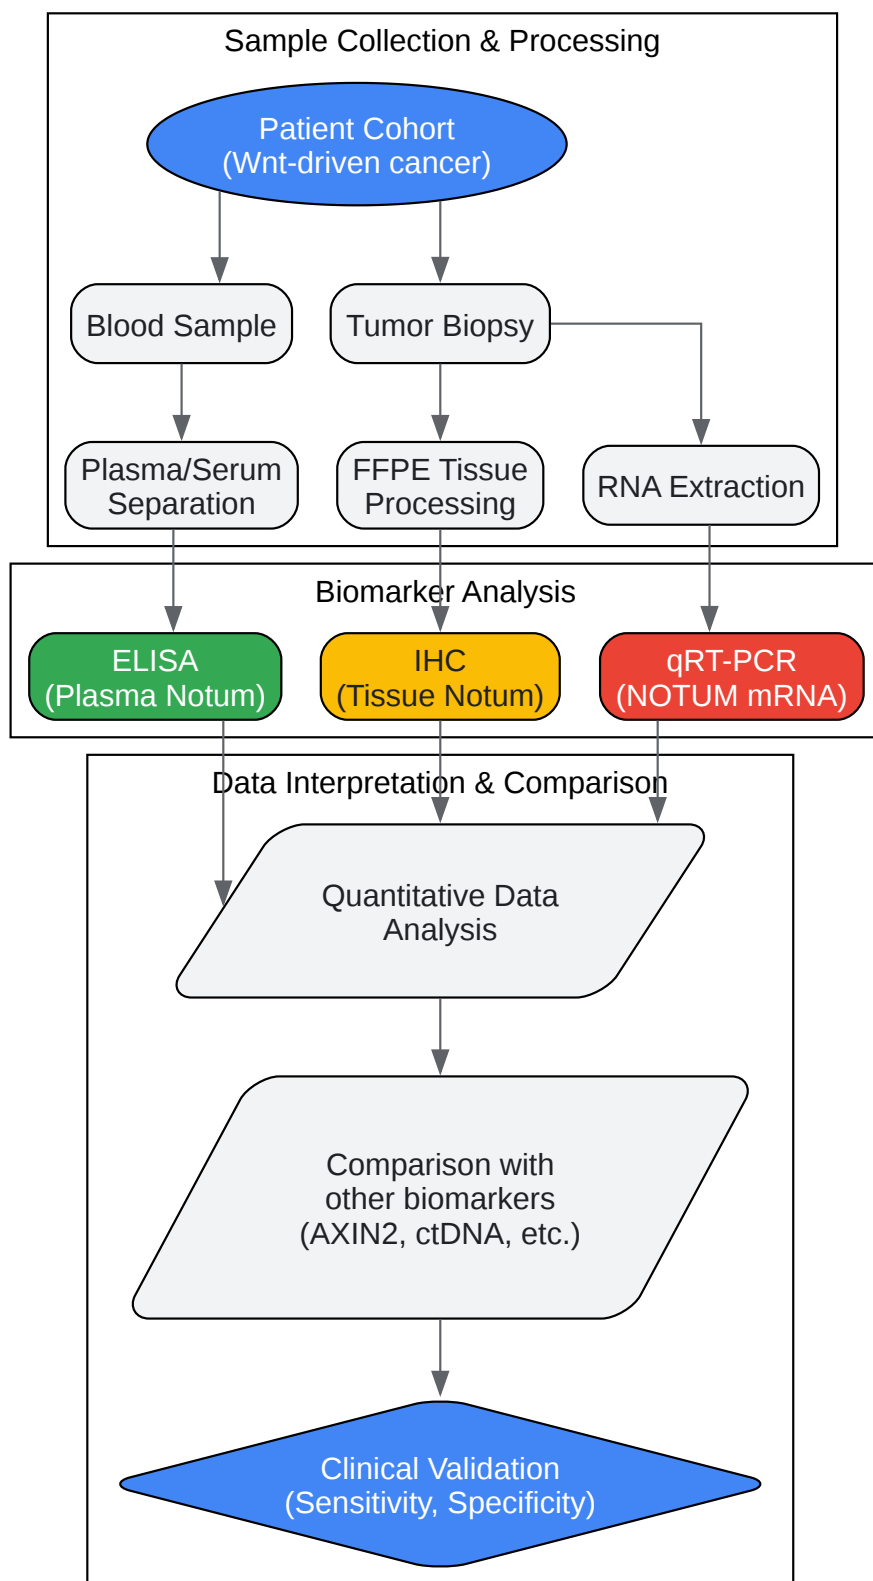 Sample Collection & Processing
Patient Cohort
(Wnt-driven cancer)
Blood Sample
Tumor Biopsy
Plasma/Serum
Separation
FFPE Tissue
Processing
RNA Extraction
Biomarker Analysis
ELISA
(Plasma Notum)
IHC
(Tissue Notum)
qRT-PCR
(NOTUM mRNA)
Data Interpretation & Comparison
Quantitative Data
Analysis
Comparison with
other biomarkers
(AXIN2, ctDNA, etc.)
Clinical Validation
(Sensitivity, Specificity)